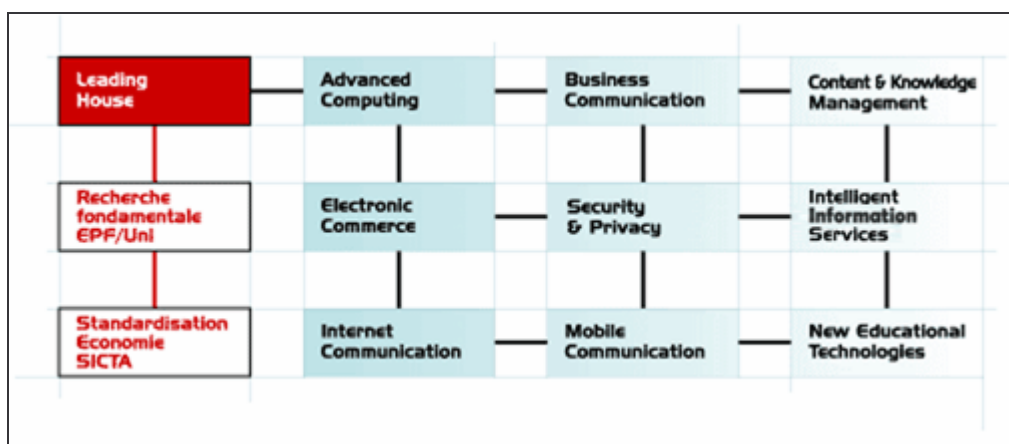 Leading
House
Advanced
Computing
Business
Communication
Content & Knowledge
Management
Recherche
fondamentale
EPF/Uni
Electronic
Commerce
Security
& Privacy
Intelligent
Information
Services
Standardisation
Economie
SICTA
Internet
Communication
Mobile
Communication
New Educational
Technologies